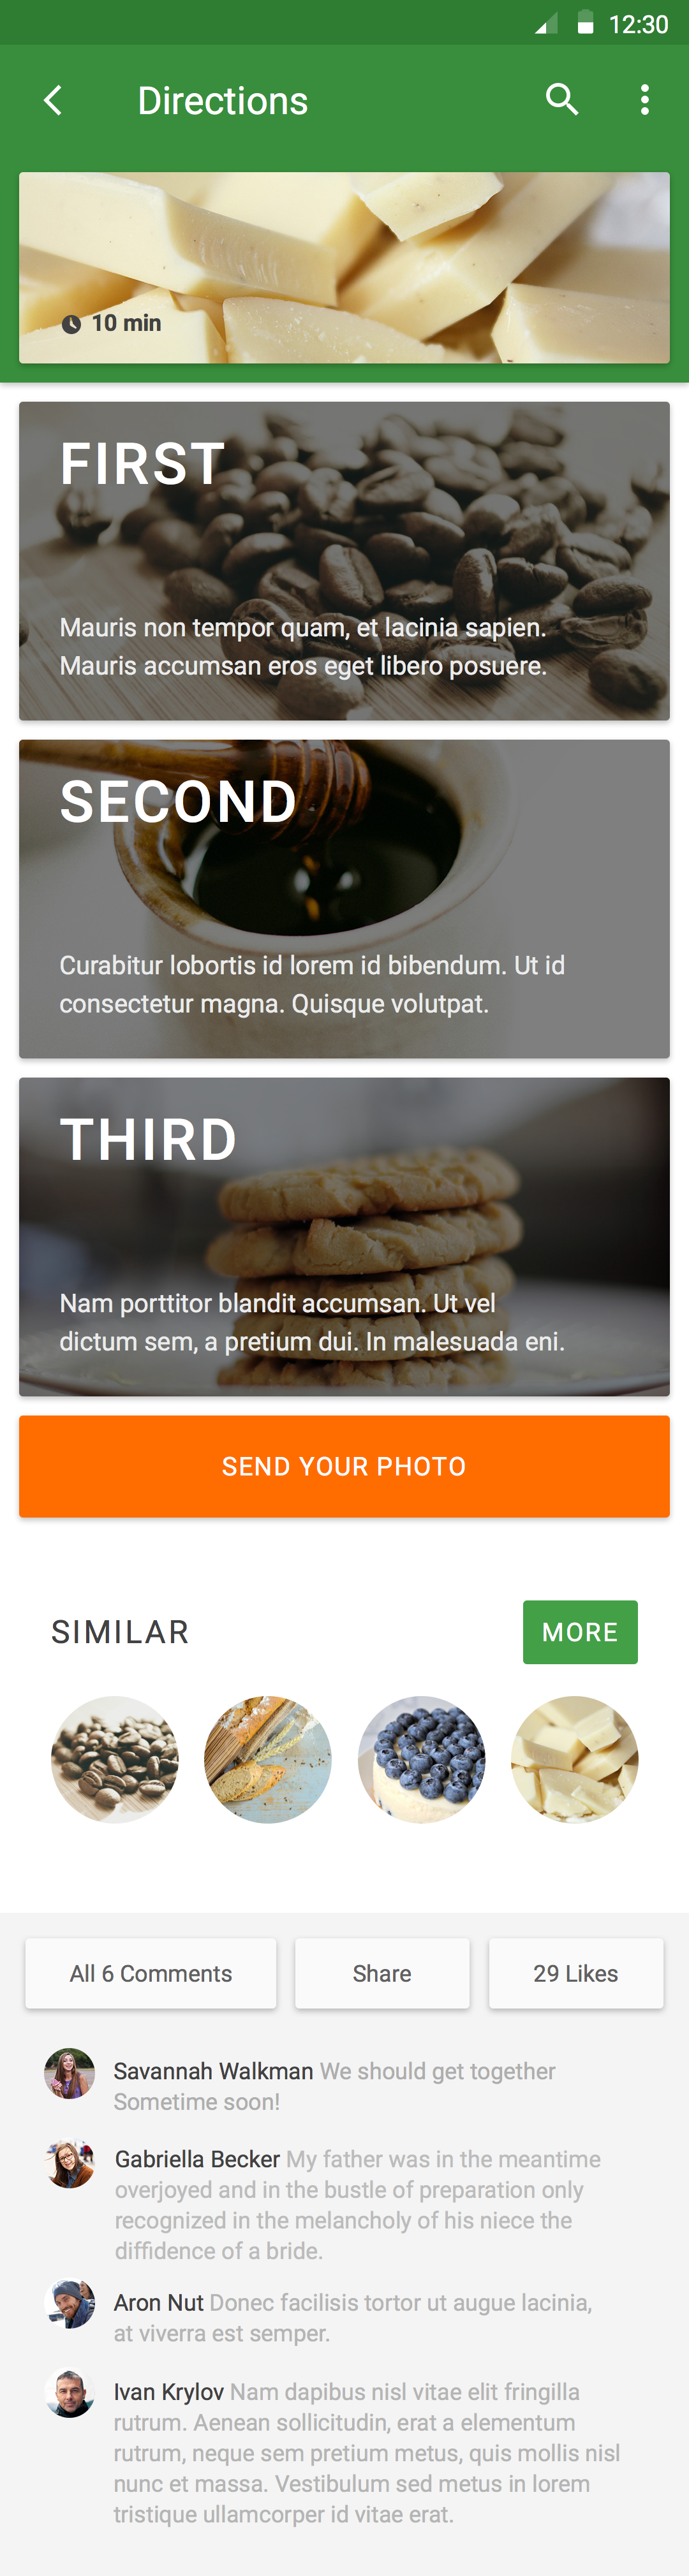 12:30
Directions
10 min
FIRST
Mauris non tempor quam, et lacinia sapien.
Mauris accumsan eros eget libero posuere.
SECOND
Curabitur lobortis id lorem id bibendum. Ut id
consectetur magna. Quisque volutpat.
THIRD
Nam porttitor blandit accumsan. Ut vel
dictum sem, a pretium dui. In malesuada eni.
SEND YOUR PHOTO
SIMILAR
MORE
All 6 Comments
Share
29 Likes
Savannah Walkman We should get together
Sometime soon!
Gabriella Becker My father was in the meantime
overjoyed and in the bustle of preparation only
recognized in the melancholy of his niece the
diffidence of a bride.
Aron Nut Donec facilisis tortor ut augue lacinia,
at viverra est semper.
Ivan Krylov Nam dapibus nisl vitae elit fringilla
rutrum. Aenean sollicitudin, erat a elementum
rutrum, neque sem pretium metus, quis mollis nisl
nunc et massa. Vestibulum sed metus in lorem
tristique ullamcorper id vitae erat.